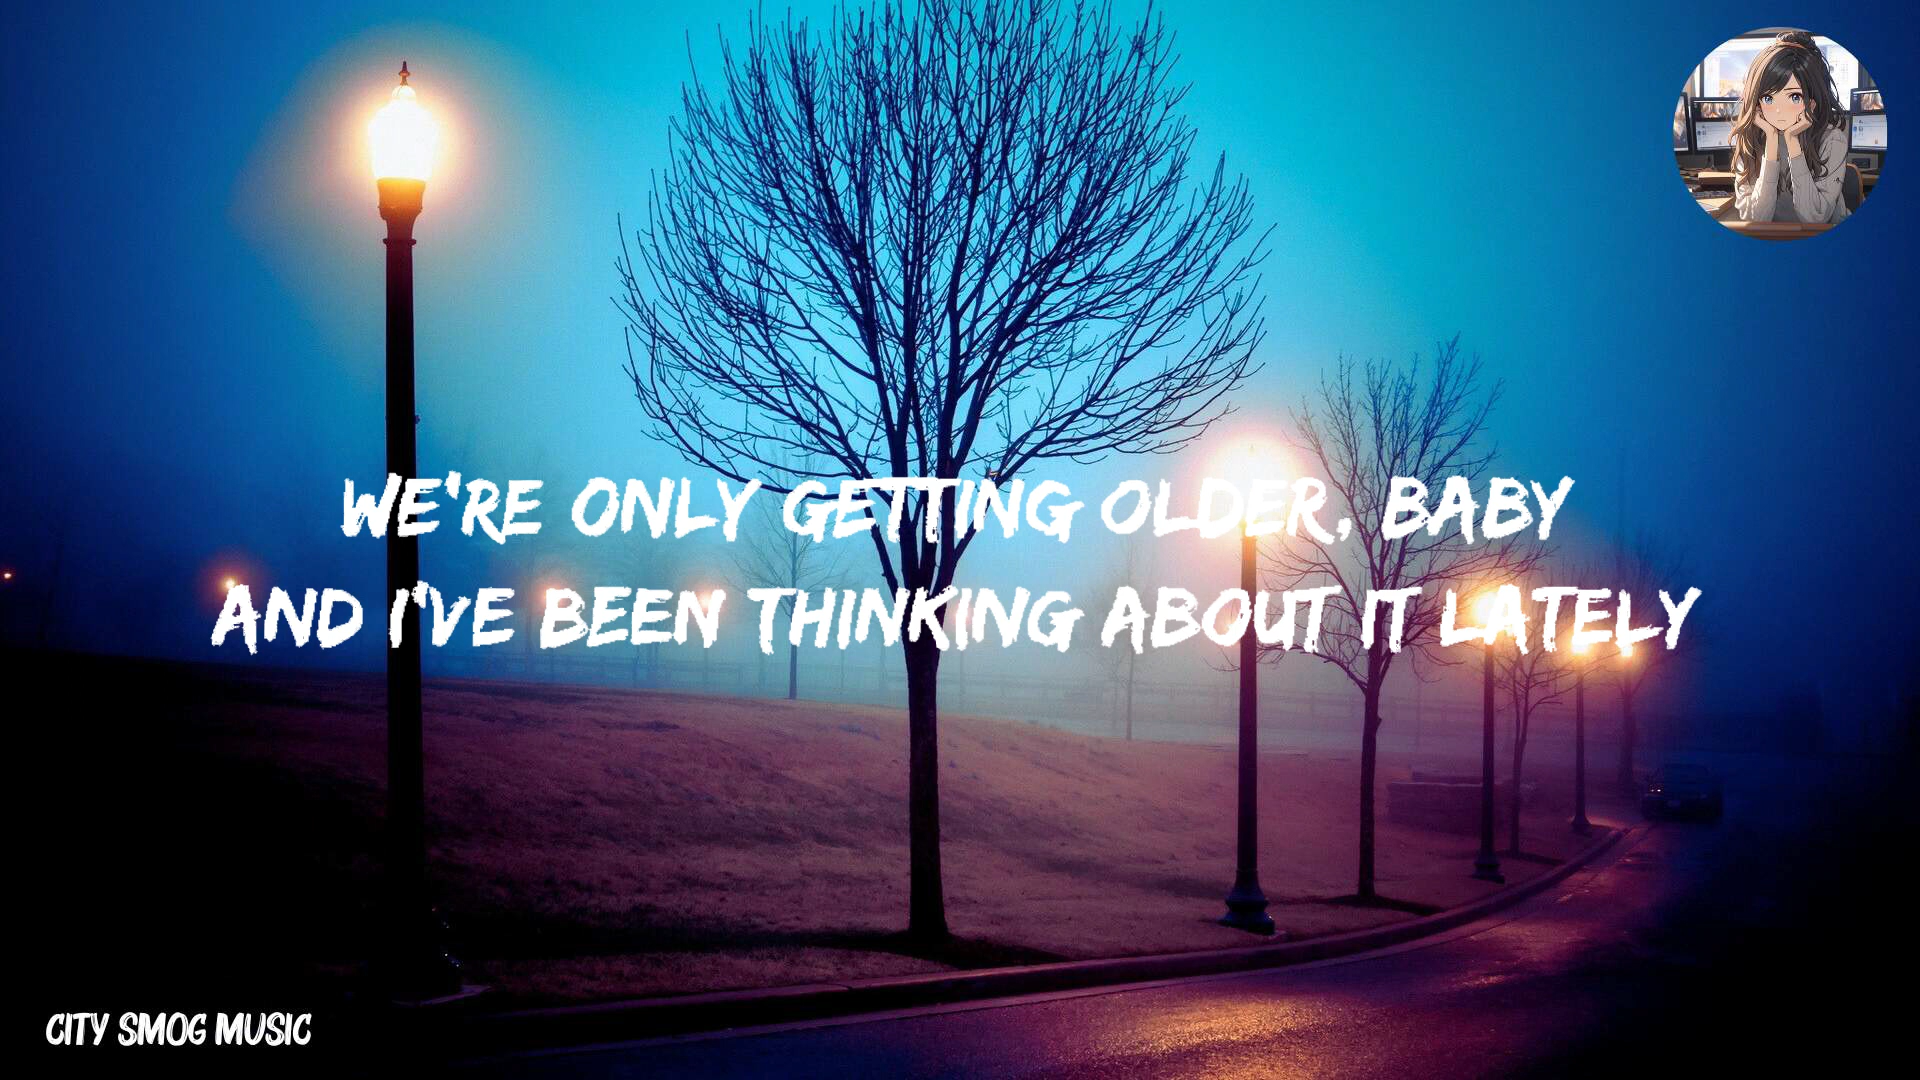 WE'RE ONLY GETTING OLDER, BABY
AND I'VE BEEN THINKING ABOUT IT LATELY
CITY SMOG MUSIC